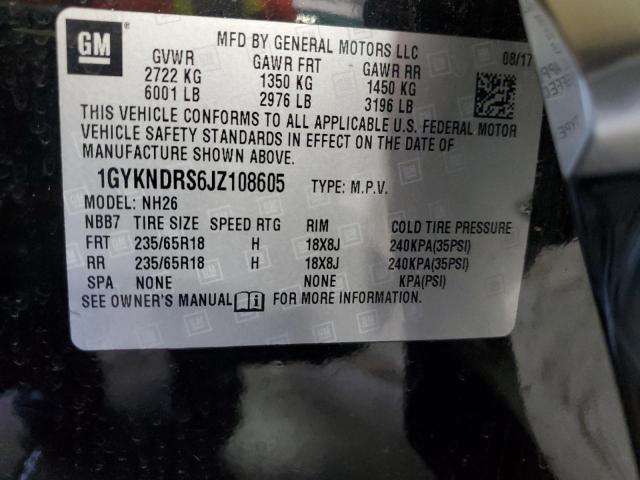 GM
MFD BY GENERAL MOTORS LLC
08/17
GVWR GAWR FRT GAWR RR
2722 KG 1350 KG 1450 KG
6001 LB 2976 LB 3196 LB
THIS VEHICLE CONFORMS TO ALL APPLICABLE U.S. FEDERAL MOTOR
VEHICLE SAFETY STANDARDS IN EFFECT ON THE DATE OF
MANUFACTURE SHOWN ABOVE.
1GYKNDRS6JZ108605 TYPE: M.P.V.
MODEL: NH26
NBB7 TIRE SIZE SPEED RTG RIM COLD TIRE PRESSURE
FRT 235/65R18 H 18X8J 240KPA(35PSI)
RR 235/65R18 H 18X8J 240KPA(35PSI)
SPA NONE NONE KPA(PSI)
SEE OWNER'S MANUAL FOR MORE INFORMATION.